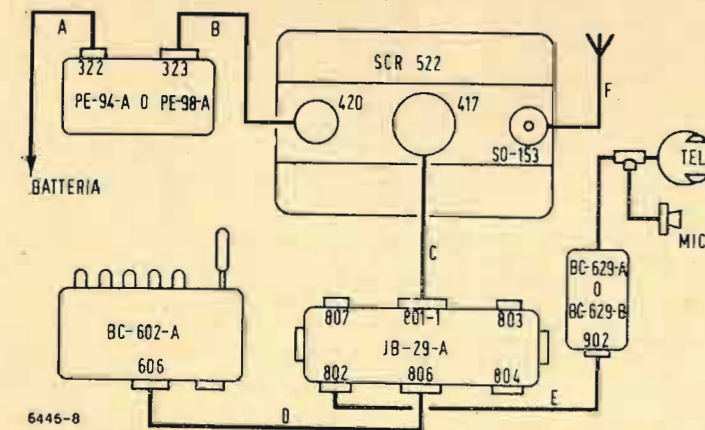 A
B
322
323
PE-94-A O PE-98-A
BATTERIA
SCR 522
420
417
SO-153
F
TEL
MIC
C
BC-629-A
O
BC-629-B
902
807
801-1
803
JB-29-A
802
806
804
BC-602-A
606
D
E
6445-8